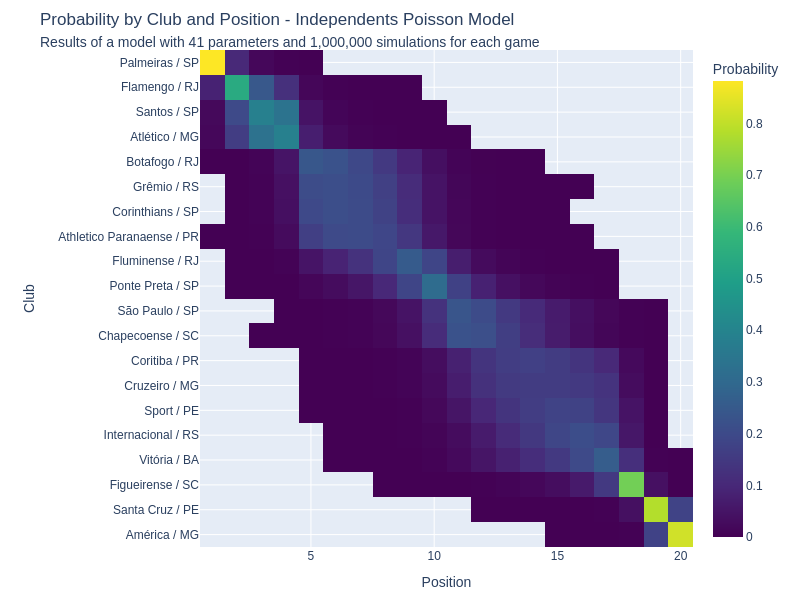 Probability by Club and Position - Independents Poisson Model
Results of a model with 41 parameters and 1,000,000 simulations for each game
Probability
Palmeiras / SP
Flamengo / RJ
Santos / SP
Atlético / MG
Botafogo / RJ
Grêmio / RS
Corinthians / SP
Athletico Paranaense / PR
Fluminense / RJ
Ponte Preta / SP
São Paulo / SP
Chapecoense / SC
Coritiba / PR
Cruzeiro / MG
Sport / PE
Internacional / RS
Vitória / BA
Figueirense / SC
Santa Cruz / PE
América / MG
Club
5
10
15
20
Position
0.8
0.7
0.6
0.5
0.4
0.3
0.2
0.1
0